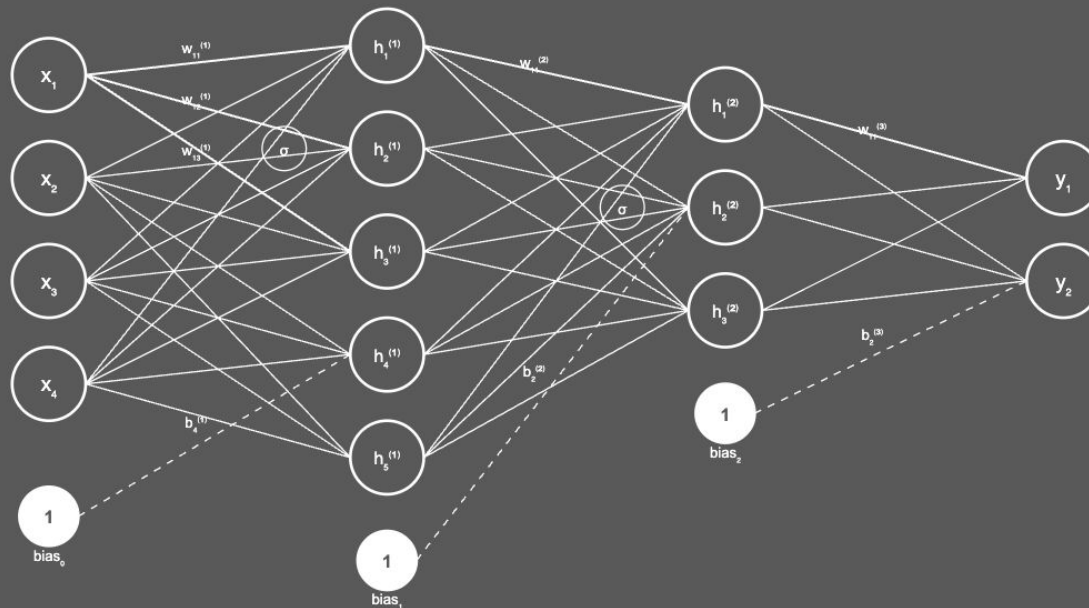 x₁
x₂
x₃
x₄
1
bias₀
w₁₁⁽¹⁾
w₁₂⁽¹⁾
w₁₃⁽¹⁾
σ
b₄⁽¹⁾
h₁⁽¹⁾
h₂⁽¹⁾
h₃⁽¹⁾
h₄⁽¹⁾
h₅⁽¹⁾
1
bias₁
w₁₁⁽²⁾
σ
b₂⁽²⁾
h₁⁽²⁾
h₂⁽²⁾
h₃⁽²⁾
1
bias₂
w₁₁⁽³⁾
b₂⁽³⁾
y₁
y₂